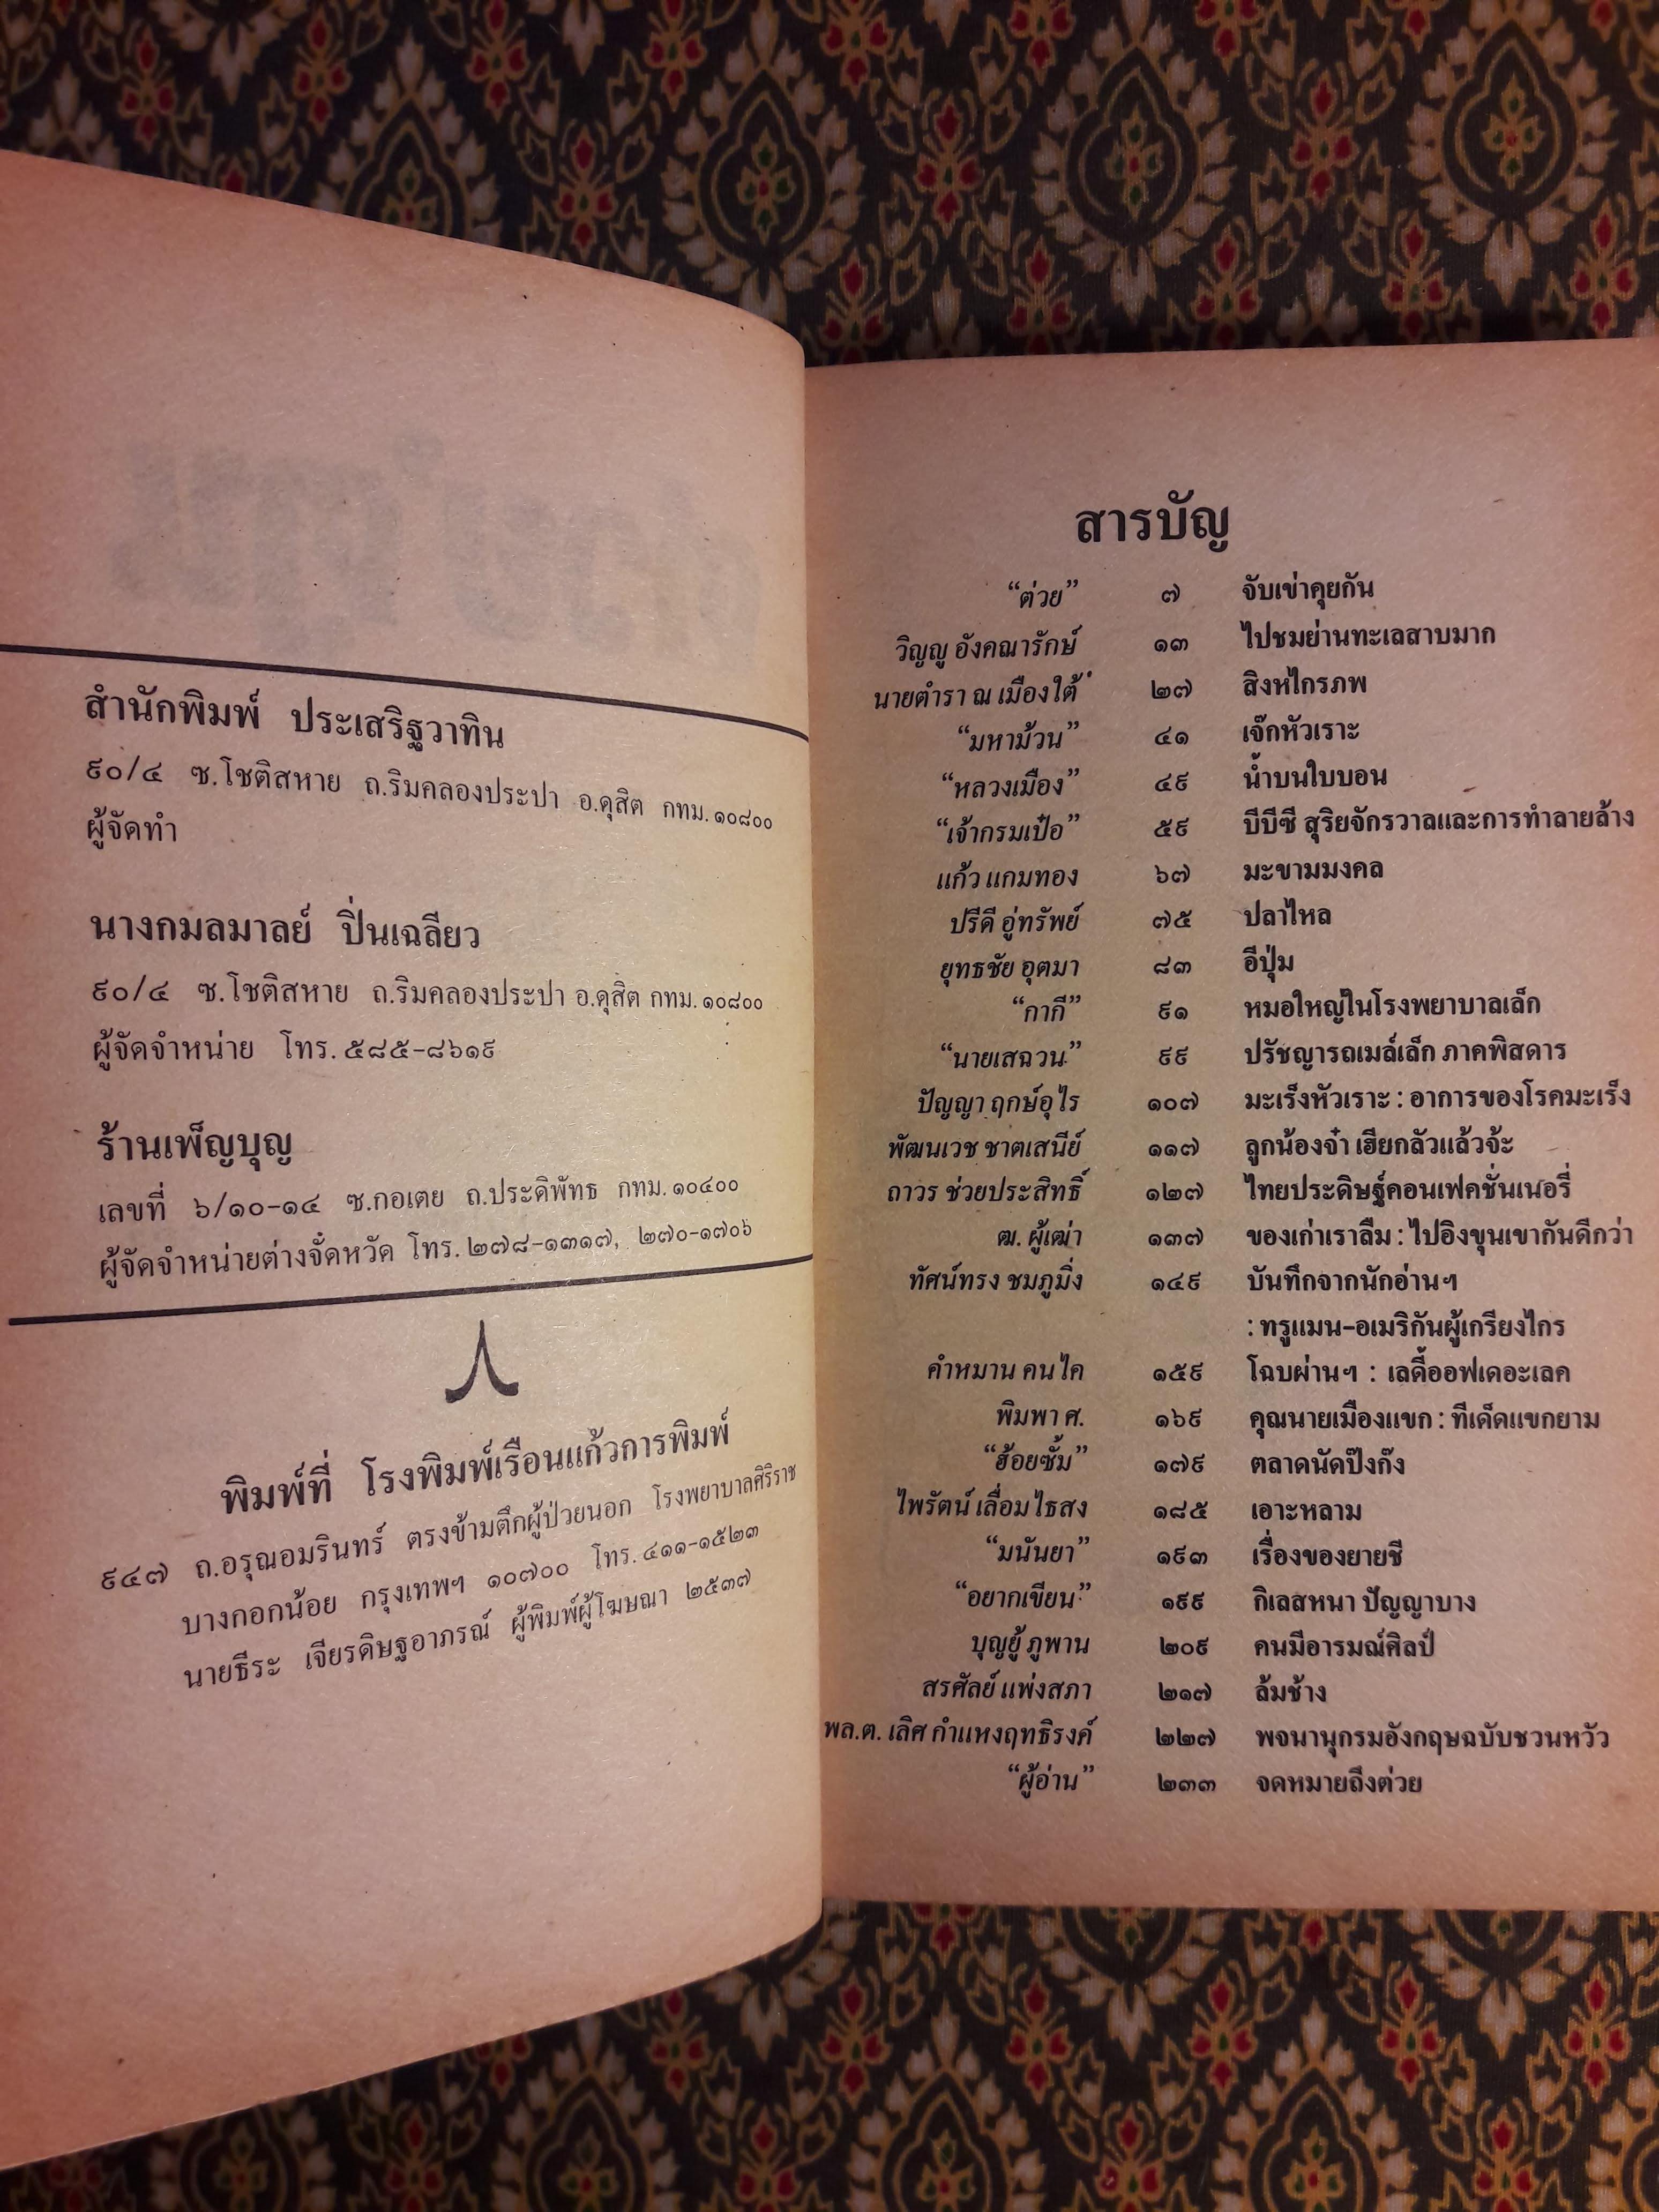 สำนักพิมพ์ ประเสริฐวาทิน
๙๐/๔ ซ.โชติสหาย ถ.ริมคลองประปา อ.ดุสิต กทม. ๑๐๘๐๐
ผู้จัดทำ
นางกมลมาลย์ ปิ่นเฉลียว
๙๐/๔ ซ.โชติสหาย ถ.ริมคลองประปา อ.ดุสิต กทม. ๑๐๘๐๐
ผู้จัดจำหน่าย โทร. ๕๘๕-๘๖๑๙
ร้านเพ็ญบุญ
เลขที่ ๖/๑๐-๑๔ ซ.กอเตย ถ.ประดิพัทธ กทม. ๑๐๔๐๐
ผู้จัดจำหน่ายต่างจังหวัด โทร. ๒๗๘-๑๓๑๗, ๒๗๐-๑๗๐๖
พิมพ์ที่ โรงพิมพ์เรือนแก้วการพิมพ์
๙๔๗ ถ.อรุณอมรินทร์ ตรงข้ามตึกผู้ป่วยนอก โรงพยาบาลศิริราช
บางกอกน้อย กรุงเทพฯ ๑๐๗๐๐ โทร. ๔๑๑-๑๕๒๓
นายธีระ เจียรดิษฐอาภรณ์ ผู้พิมพ์ผู้โฆษณา ๒๕๓๗
สารบัญ
“ต่วย” ๗ จับเข่าคุยกัน
วิญญู อังคณารักษ์ ๑๓ ไปชมย่านทะเลสาบมาก
นายตำรา ณ เมืองใต้ ๒๗ สิงหไกรภพ
“มหาม้วน” ๔๑ เจ๊กหัวเราะ
“หลวงเมือง” ๔๙ น้ำบนใบบอน
“เจ้ากรมเป๋อ” ๕๙ บีบีซี สุริยจักรวาลและการทำลายล้าง
แก้ว แกมทอง ๖๗ มะขามมงคล
ปรีดี อู่ทรัพย์ ๗๕ ปลาไหล
ยุทธชัย อุตมา ๘๓ อีปุ่ม
“กากี” ๙๑ หมอใหญ่ในโรงพยาบาลเล็ก
“นายเสฉวน” ๙๙ ปรัชญารถเมล์เล็ก ภาคพิสดาร
ปัญญา ฤกษ์อุไร ๑๐๗ มะเร็งหัวเราะ : อาการของโรคมะเร็ง
พัฒนเวช ชาตเสนีย์ ๑๑๗ ลูกน้องจ๋า เฮียกลัวแล้วจ้ะ
ถาวร ช่วยประสิทธิ์ ๑๒๗ ไทยประดิษฐ์คอนเฟคชั่นเนอรี่
ฒ. ผู้เฒ่า ๑๓๗ ของเก่าเราลืม : ไปอิงขุนเขากันดีกว่า
ทัศน์ทรง ชมภูมิ่ง ๑๔๙ บันทึกจากนักอ่านฯ
: ทรูแมน-อเมริกันผู้เกรียงไกร
คำหมาน คนไค ๑๕๙ โฉบผ่านฯ : เลดี้ออฟเดอะเลค
พิมพา ศ. ๑๖๙ คุณนายเมืองแขก : ทีเด็ดแขกยาม
“ฮ้อยซั้ม” ๑๗๙ ตลาดนัดป๊งกิ๊ง
ไพรัตน์ เลื่อมไธสง ๑๘๕ เอาะหลาม
“มนันยา” ๑๙๓ เรื่องของยายชี
“อยากเขียน” ๑๙๙ กิเลสหนา ปัญญาบาง
บุญยู้ ภูพาน ๒๐๙ คนมีอารมณ์ศิลป์
สรศัลย์ แพ่งสภา ๒๑๗ ล้มช้าง
พล.ต. เลิศ กำแหงฤทธิรงค์ ๒๒๗ พจนานุกรมอังกฤษฉบับชวนหวัว
“ผู้อ่าน” ๒๓๓ จดหมายถึงต่วย